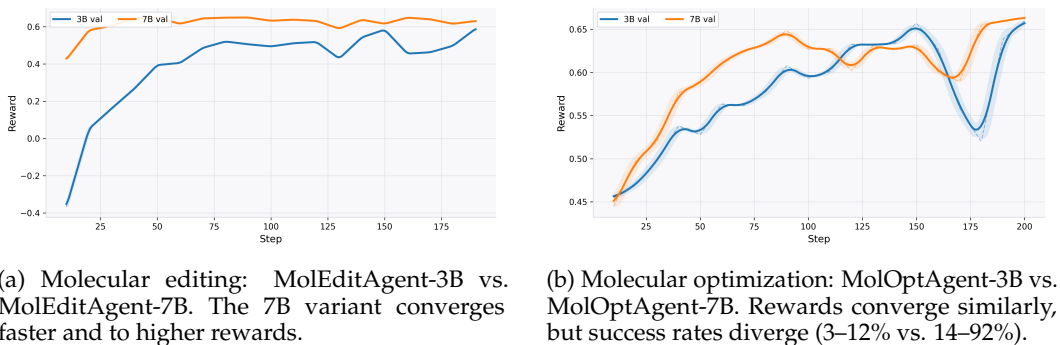 3B val 7B val
0.6
0.4
0.2
0.0
−0.2
−0.4
Reward
25 50 75 100 125 150 175
Step
3B val 7B val
0.65
0.60
0.55
0.50
0.45
Reward
25 50 75 100 125 150 175 200
Step
(a) Molecular editing: MolEditAgent-3B vs.
MolEditAgent-7B. The 7B variant converges
faster and to higher rewards.
(b) Molecular optimization: MolOptAgent-3B vs.
MolOptAgent-7B. Rewards converge similarly,
but success rates diverge (3–12% vs. 14–92%).